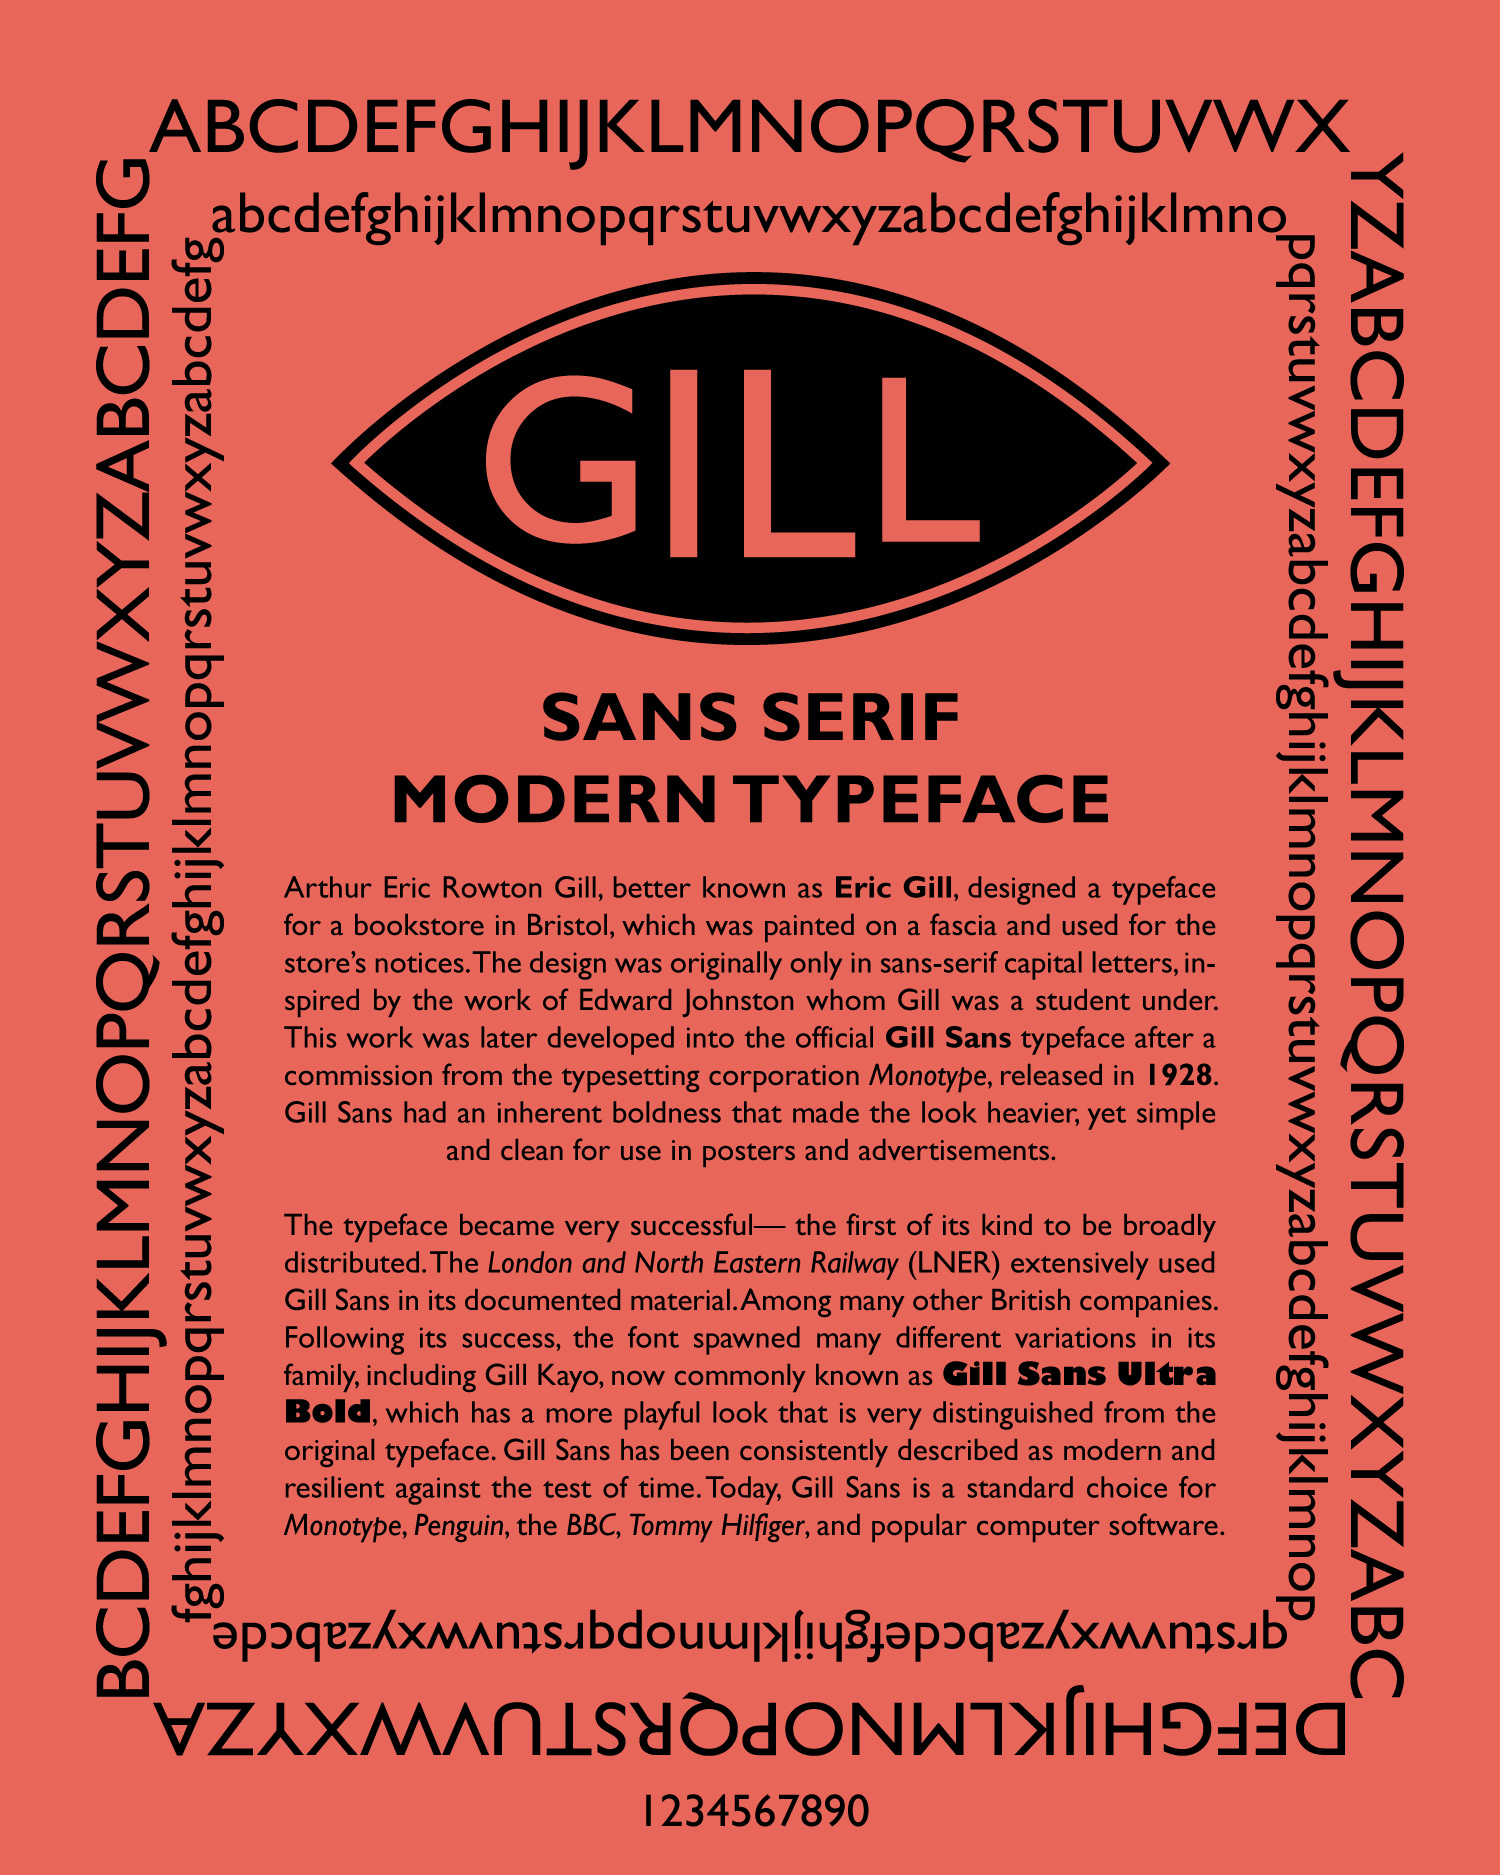 ABCDEFGHIJKLMNOPQRSTUVWX
YZABCDEFGHIJKLMNOPQRSTUVWXYZABC
DEFGHIJKLMNOPQRSTUVWXYZA
BCDEFGHIJKLMNOPQRSTUVWXYZABCDEFG
abcdefghijklmnopqrstuvwxyzabcdefghijklmno
pqrstuvwxyzabcdefghijklmnopqrstuvwxyzabcdefghijklmnop
qrstuvwxyzabcdefghijklmnopqrstuvwxyzabcde
fghijklmnopqrstuvwxyzabcdefghijklmnopqrstuvwxyzabcdefg
GILL
SANS SERIF
MODERN TYPEFACE
Arthur Eric Rowton Gill, better known as Eric Gill, designed a typeface
for a bookstore in Bristol, which was painted on a fascia and used for the
store’s notices. The design was originally only in sans-serif capital letters, in-
spired by the work of Edward Johnston whom Gill was a student under.
This work was later developed into the official Gill Sans typeface after a
commission from the typesetting corporation Monotype, released in 1928.
Gill Sans had an inherent boldness that made the look heavier, yet simple
and clean for use in posters and advertisements.
The typeface became very successful— the first of its kind to be broadly
distributed. The London and North Eastern Railway (LNER) extensively used
Gill Sans in its documented material. Among many other British companies.
Following its success, the font spawned many different variations in its
family, including Gill Kayo, now commonly known as Gill Sans Ultra
Bold, which has a more playful look that is very distinguished from the
original typeface. Gill Sans has been consistently described as modern and
resilient against the test of time. Today, Gill Sans is a standard choice for
Monotype, Penguin, the BBC, Tommy Hilfiger, and popular computer software.
1234567890